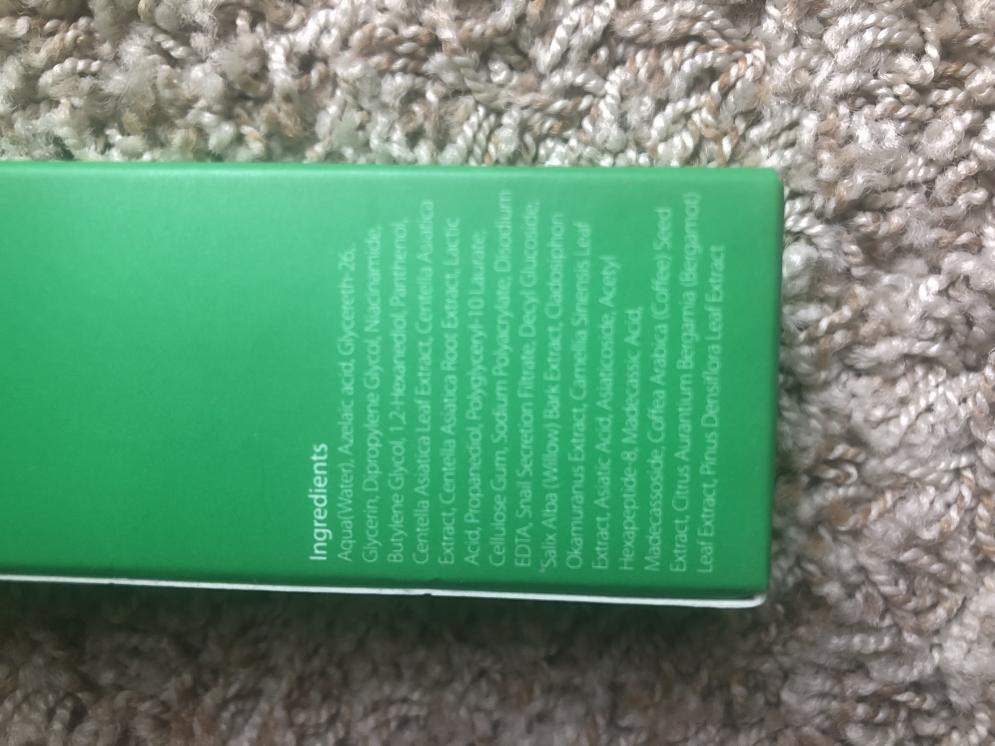 Ingredients
Aqua(Water), Azelaic acid, Glycereth-26,
Glycerin, Dipropylene Glycol, Niacinamide,
Butylene Glycol, 1,2-Hexanediol, Panthenol,
Centella Asiatica Leaf Extract, Centella Asiatica
Extract, Centella Asiatica Root Extract, Lactic
Acid, Propanediol, Polyglyceryl-10 Laurate,
Cellulose Gum, Sodium Polyacrylate, Disodium
EDTA, Snail Secretion Filtrate, Decyl Glucoside,
Salix Alba (Willow) Bark Extract, Cladosiphon
Okamuranus Extract, Camellia Sinensis Leaf
Extract, Asiatic Acid, Asiaticoside, Acetyl
Hexapeptide-8, Madecassic Acid,
Madecassoside, Coffea Arabica (Coffee) Seed
Extract, Citrus Aurantium Bergamia (Bergamot)
Leaf Extract, Pinus Densiflora Leaf Extract